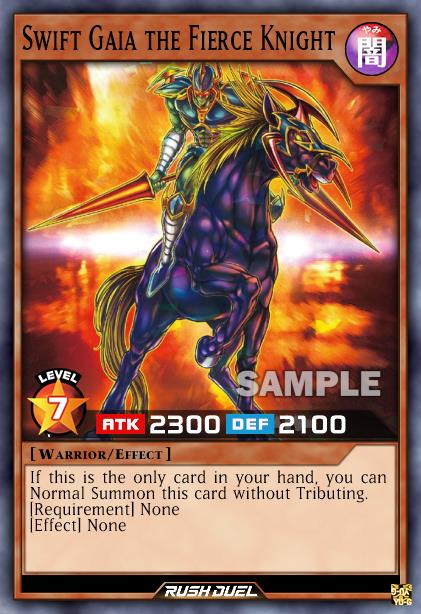 Swift Gaia the Fierce Knight
やみ
闇
SAMPLE
LEVEL
7
ATK 2300 DEF 2100
[Warrior/Effect]
If this is the only card in your hand, you can
Normal Summon this card without Tributing.
[Requirement] None
[Effect] None
RUSH DUEL